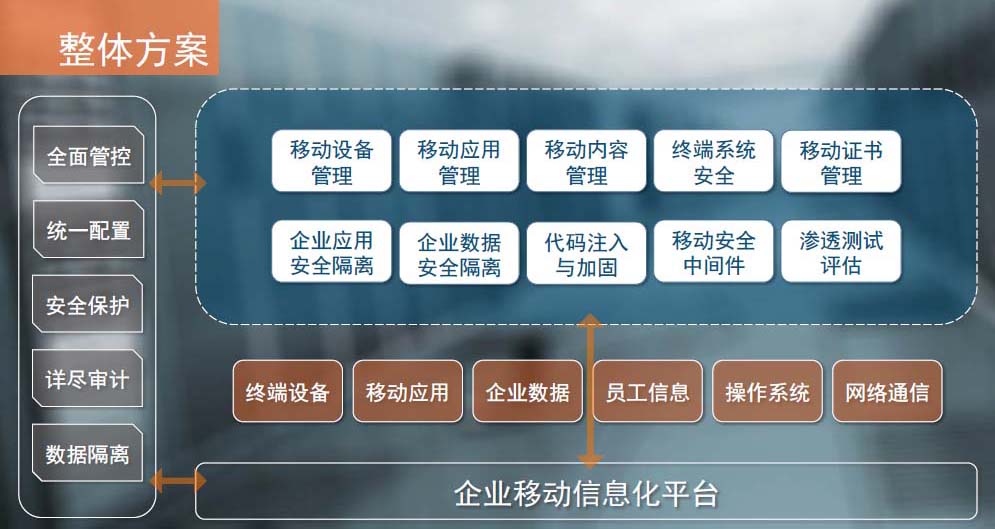 整体方案
全面管控
统一配置
安全保护
详尽审计
数据隔离
移动设备
管理
移动应用
管理
移动内容
管理
终端系统
安全
移动证书
管理
企业应用
安全隔离
企业数据
安全隔离
代码注入
与加固
移动安全
中间件
渗透测试
评估
终端设备
移动应用
企业数据
员工信息
操作系统
网络通信
企业移动信息化平台